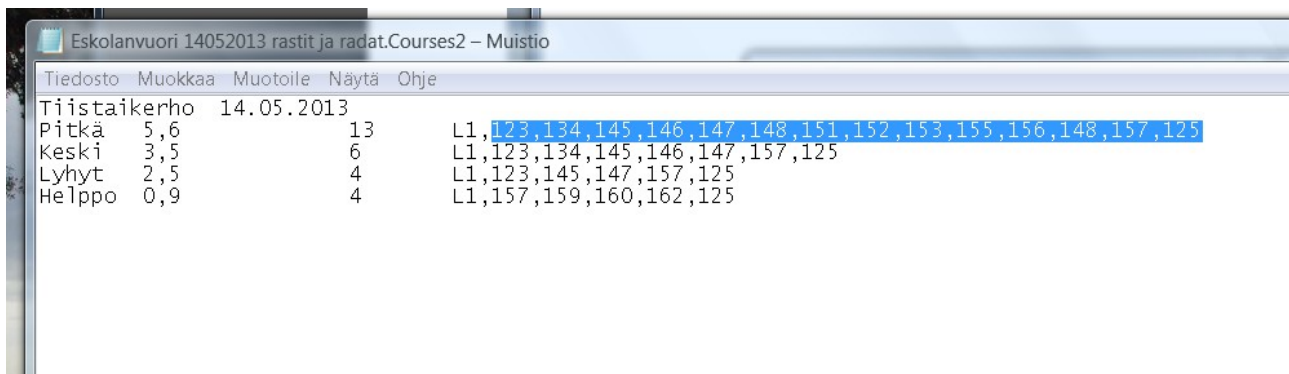 Eskolanvuori 14052013 rastit ja radat.Courses2 – Muistio
Tiedosto Muokkaa Muotoile Näytä Ohje
Tiistaikerho 14.05.2013
Pitkä 5,6 13 L1,123,134,145,146,147,148,151,152,153,155,156,148,157,125
Keski 3,5 6 L1,123,134,145,146,147,157,125
Lyhyt 2,5 4 L1,123,145,147,157,125
Helppo 0,9 4 L1,157,159,160,162,125